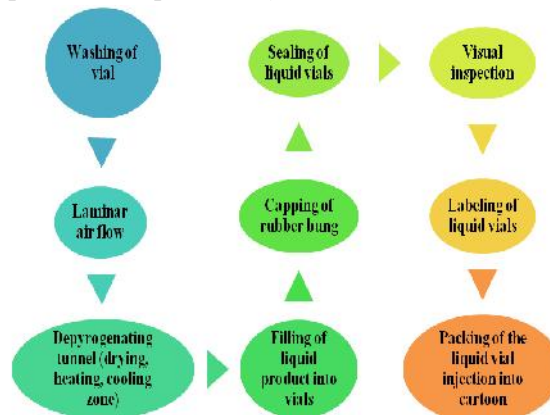 Washing of
vial
Laminar
air flow
Depyrogenating
tunnel (drying,
heating, cooling
zone)
Filling of
liquid
product into
vials
Capping of
rubber bung
Sealing of
liquid vials
Visual
inspection
Labeling of
liquid vials
Packing of the
liquid vial
injection into
cartoon